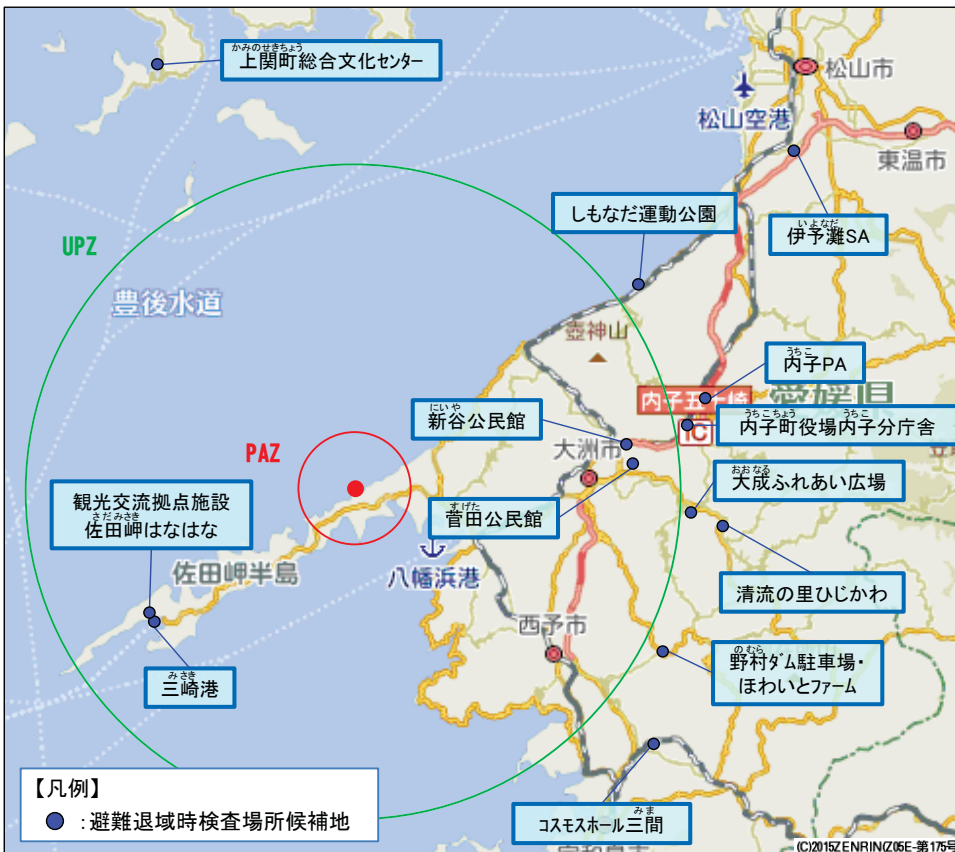 かみのせきちょう
上関町総合文化センター
松山市
松山空港
東温市
しもなだ運動公園
いよなだ
伊予灘SA
UPZ
豊後水道
壺神山
うちこ
内子PA
内子五十崎
IC
愛媛県
にいや
新谷公民館
うちこちょう うちこ
内子町役場内子分庁舎
大洲市
PAZ
おおなる
大成ふれあい広場
観光交流拠点施設
さだみさき
佐田岬はなはな
すげた
菅田公民館
佐田岬半島
八幡浜港
清流の里ひじかわ
西予市
のむら
野村ダム駐車場・
ほわいとファーム
みさき
三崎港
【凡例】
:避難退域時検査場所候補地
みま
コスモスホール三間
(C)2015ZENRIN(Z05E-第175号